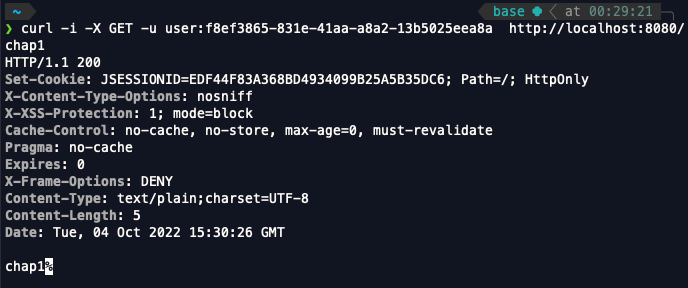 ~ base at 00:29:21
❯ curl -i -X GET -u user:f8ef3865-831e-41aa-a8a2-13b5025eea8a  http://localhost:8080/
chap1
HTTP/1.1 200
Set-Cookie: JSESSIONID=EDF44F83A368BD4934099B25A5B35DC6; Path=/; HttpOnly
X-Content-Type-Options: nosniff
X-XSS-Protection: 1; mode=block
Cache-Control: no-cache, no-store, max-age=0, must-revalidate
Pragma: no-cache
Expires: 0
X-Frame-Options: DENY
Content-Type: text/plain;charset=UTF-8
Content-Length: 5
Date: Tue, 04 Oct 2022 15:30:26 GMT
chap1%